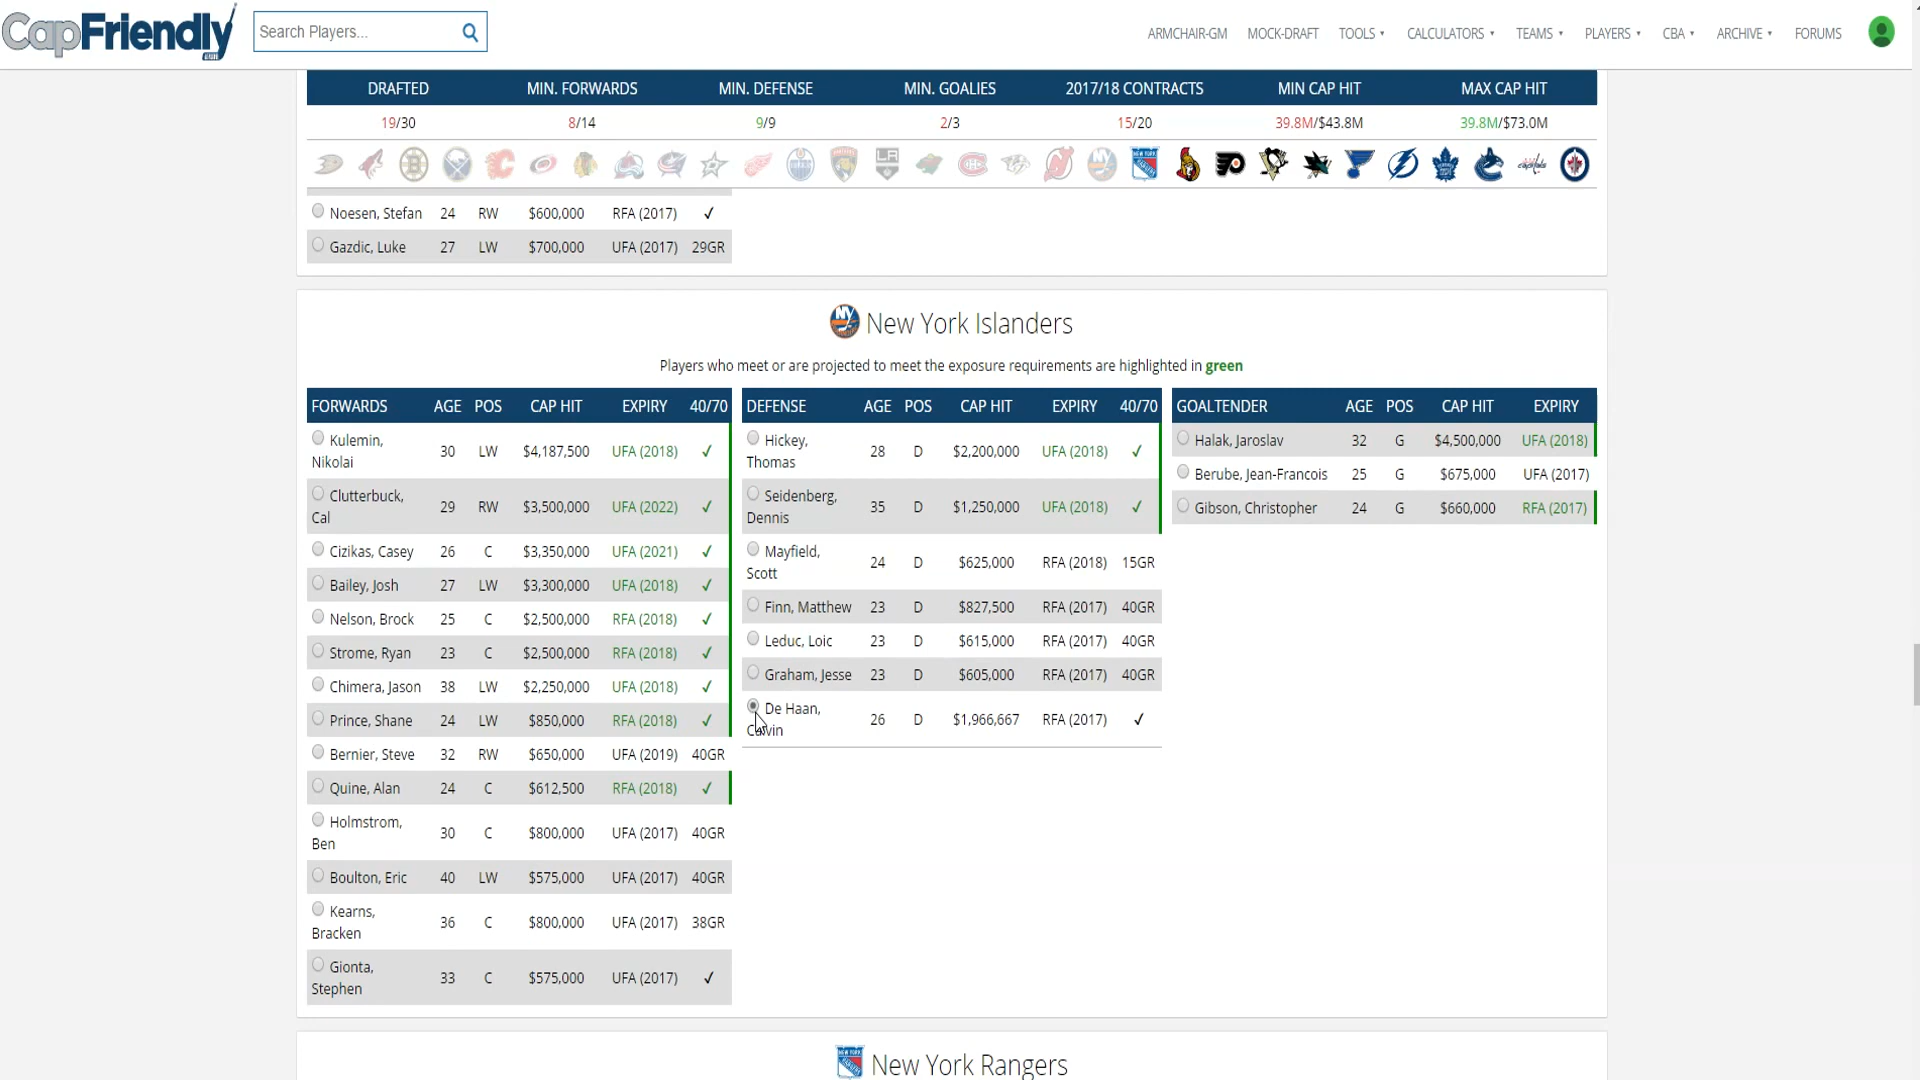 CapFriendly
Search Players...
ARMCHAIR-GM MOCK-DRAFT TOOLS CALCULATORS TEAMS PLAYERS CBA ARCHIVE FORUMS
DRAFTED MIN. FORWARDS MIN. DEFENSE MIN. GOALIES 2017/18 CONTRACTS MIN CAP HIT MAX CAP HIT
19/30 8/14 9/9 2/3 15/20 39.8M/$43.8M 39.8M/$73.0M
Noesen, Stefan 24 RW $600,000 RFA (2017) ✓
Gazdic, Luke 27 LW $700,000 UFA (2017) 29GR
New York Islanders
Players who meet or are projected to meet the exposure requirements are highlighted in green
FORWARDS AGE POS CAP HIT EXPIRY 40/70
Kulemin,
Nikolai 30 LW $4,187,500 UFA (2018) ✓
Clutterbuck,
Cal 29 RW $3,500,000 UFA (2022) ✓
Cizikas, Casey 26 C $3,350,000 UFA (2021) ✓
Bailey, Josh 27 LW $3,300,000 UFA (2018) ✓
Nelson, Brock 25 C $2,500,000 RFA (2018) ✓
Strome, Ryan 23 C $2,500,000 RFA (2018) ✓
Chimera, Jason 38 LW $2,250,000 UFA (2018) ✓
Prince, Shane 24 LW $850,000 RFA (2018) ✓
Bernier, Steve 32 RW $650,000 UFA (2019) 40GR
Quine, Alan 24 C $612,500 RFA (2018) ✓
Holmstrom,
Ben 30 C $800,000 UFA (2017) 40GR
Boulton, Eric 40 LW $575,000 UFA (2017) 40GR
Kearns,
Bracken 36 C $800,000 UFA (2017) 38GR
Gionta,
Stephen 33 C $575,000 UFA (2017) ✓
DEFENSE AGE POS CAP HIT EXPIRY 40/70
Hickey,
Thomas 28 D $2,200,000 UFA (2018) ✓
Seidenberg,
Dennis 35 D $1,250,000 UFA (2018) ✓
Mayfield,
Scott 24 D $625,000 RFA (2018) 15GR
Finn, Matthew 23 D $827,500 RFA (2017) 40GR
Leduc, Loic 23 D $615,000 RFA (2017) 40GR
Graham, Jesse 23 D $605,000 RFA (2017) 40GR
De Haan,
Calvin 26 D $1,966,667 RFA (2017) ✓
GOALTENDER AGE POS CAP HIT EXPIRY
Halak, Jaroslav 32 G $4,500,000 UFA (2018)
Berube, Jean-Francois 25 G $675,000 UFA (2017)
Gibson, Christopher 24 G $660,000 RFA (2017)
New York Rangers